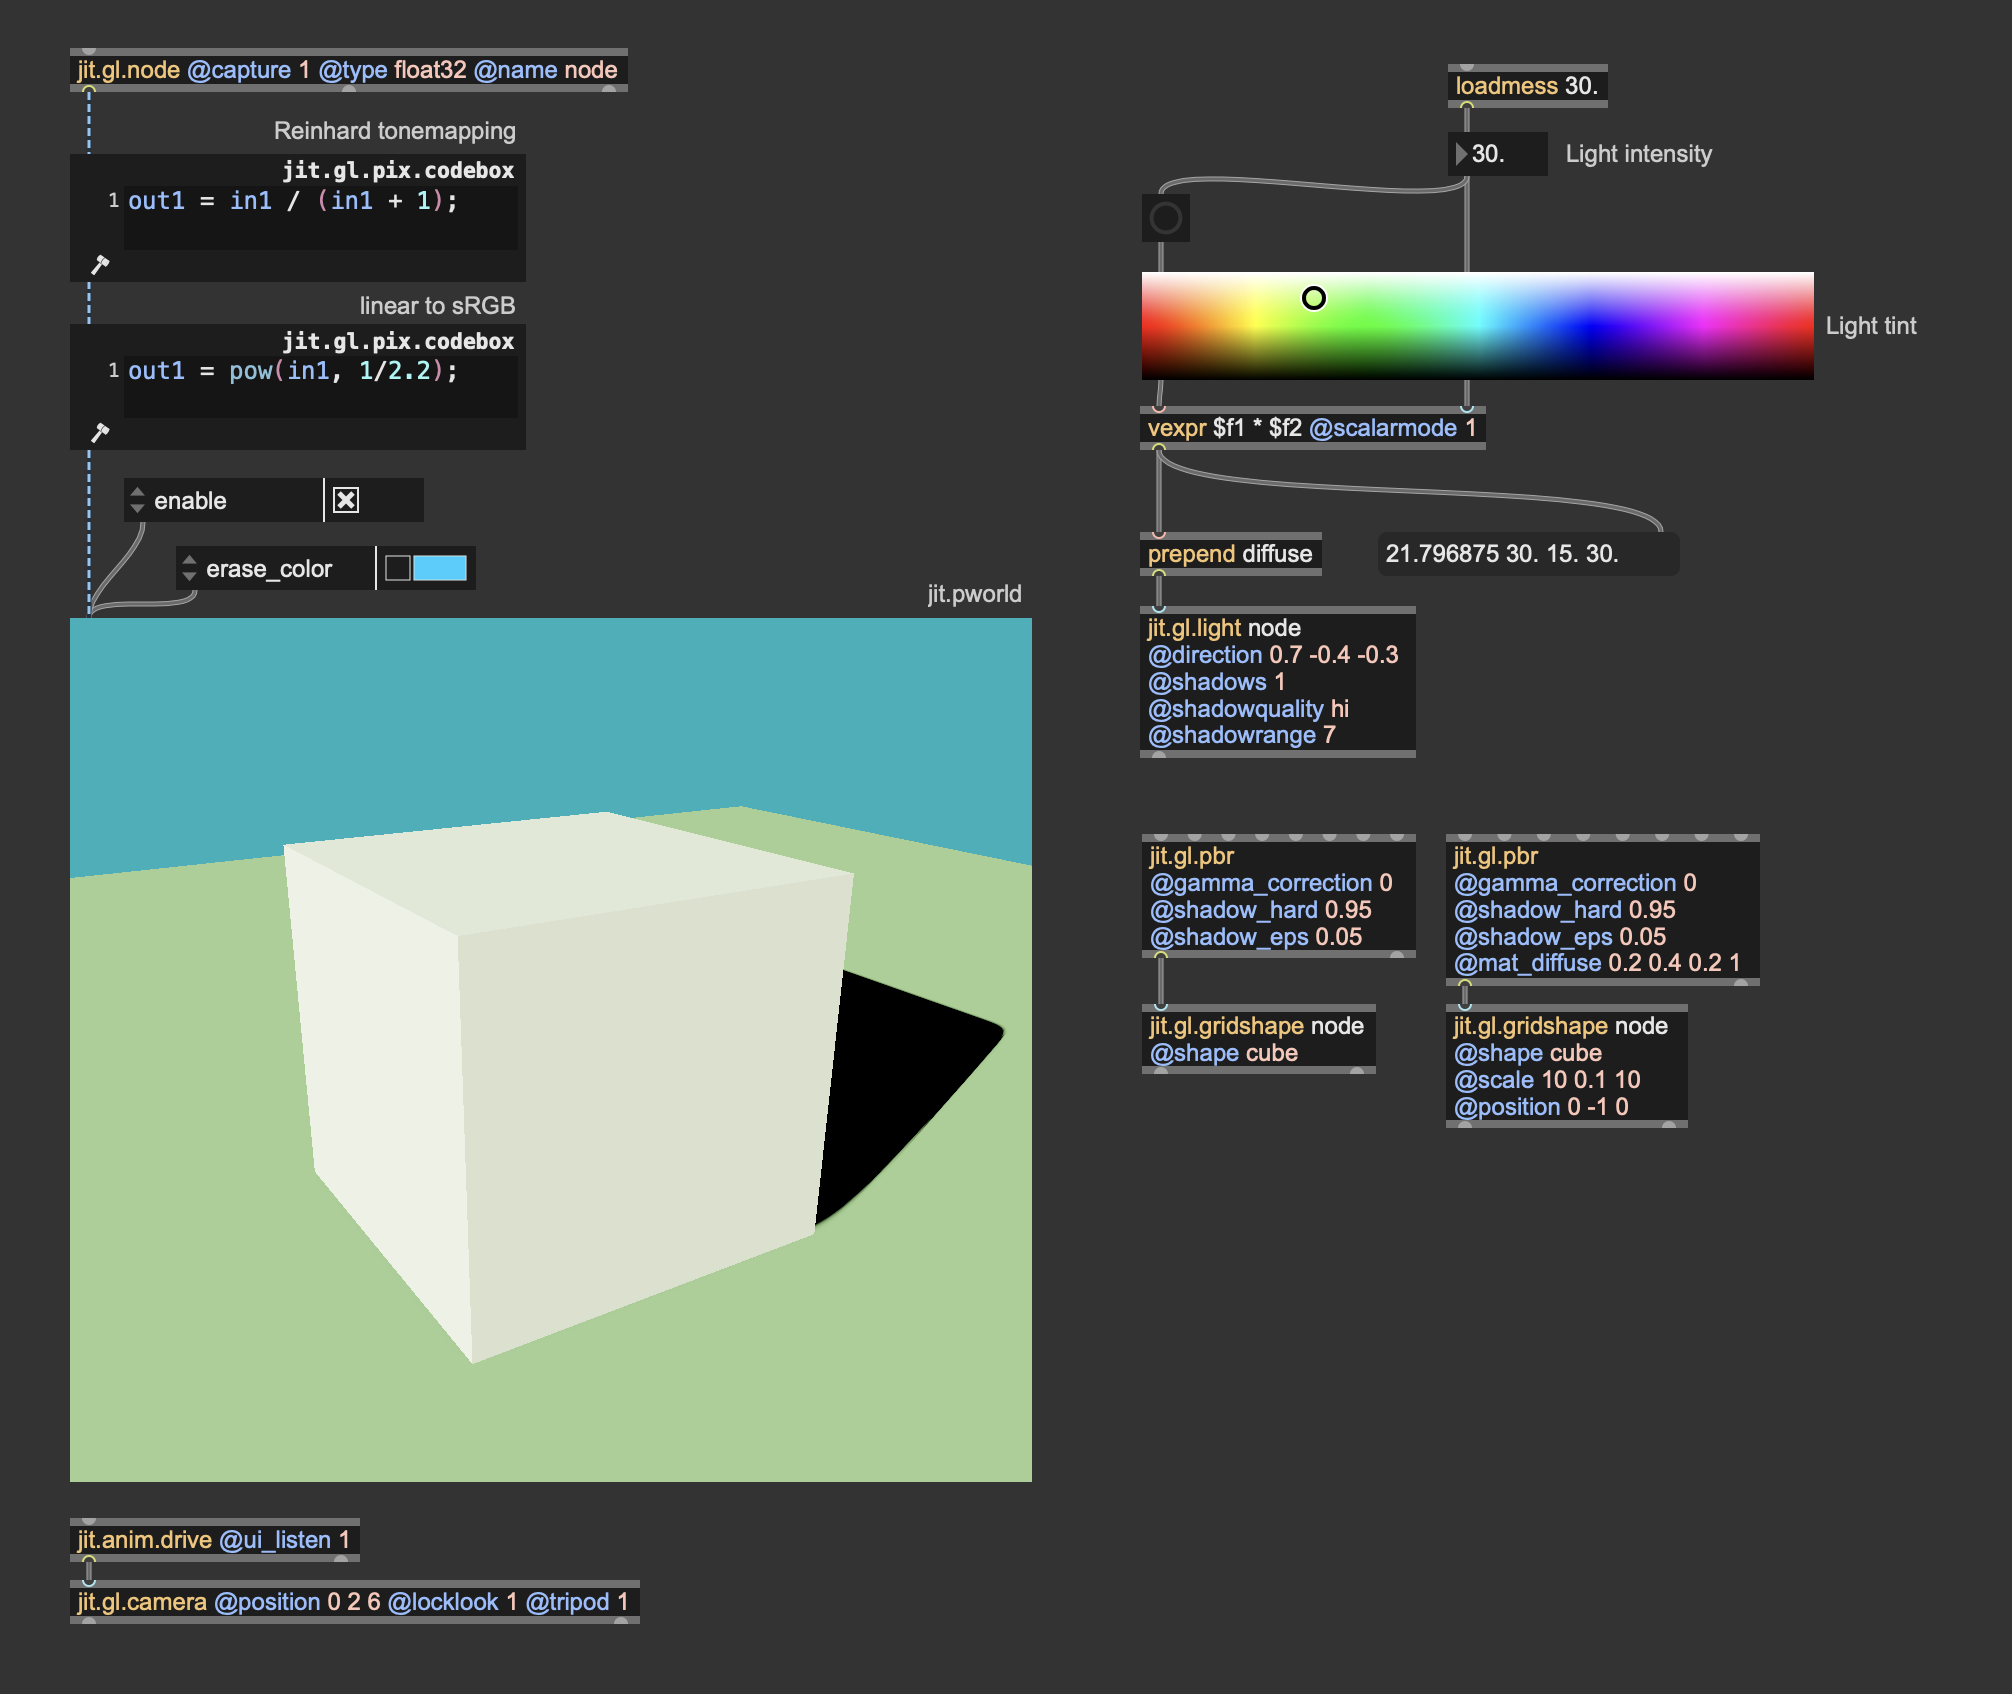 jit.gl.node @capture 1 @type float32 @name node
Reinhard tonemapping
jit.gl.pix.codebox
1 out1 = in1 / (in1 + 1);
linear to sRGB
jit.gl.pix.codebox
1 out1 = pow(in1, 1/2.2);
enable
erase_color
jit.pworld
jit.anim.drive @ui_listen 1
jit.gl.camera @position 0 2 6 @locklook 1 @tripod 1
loadmess 30.
30.
Light intensity
Light tint
vexpr $f1 * $f2 @scalarmode 1
prepend diffuse
21.796875 30. 15. 30.
jit.gl.light node
@direction 0.7 -0.4 -0.3
@shadows 1
@shadowquality hi
@shadowrange 7
jit.gl.pbr
@gamma_correction 0
@shadow_hard 0.95
@shadow_eps 0.05
jit.gl.gridshape node
@shape cube
jit.gl.pbr
@gamma_correction 0
@shadow_hard 0.95
@shadow_eps 0.05
@mat_diffuse 0.2 0.4 0.2 1
jit.gl.gridshape node
@shape cube
@scale 10 0.1 10
@position 0 -1 0